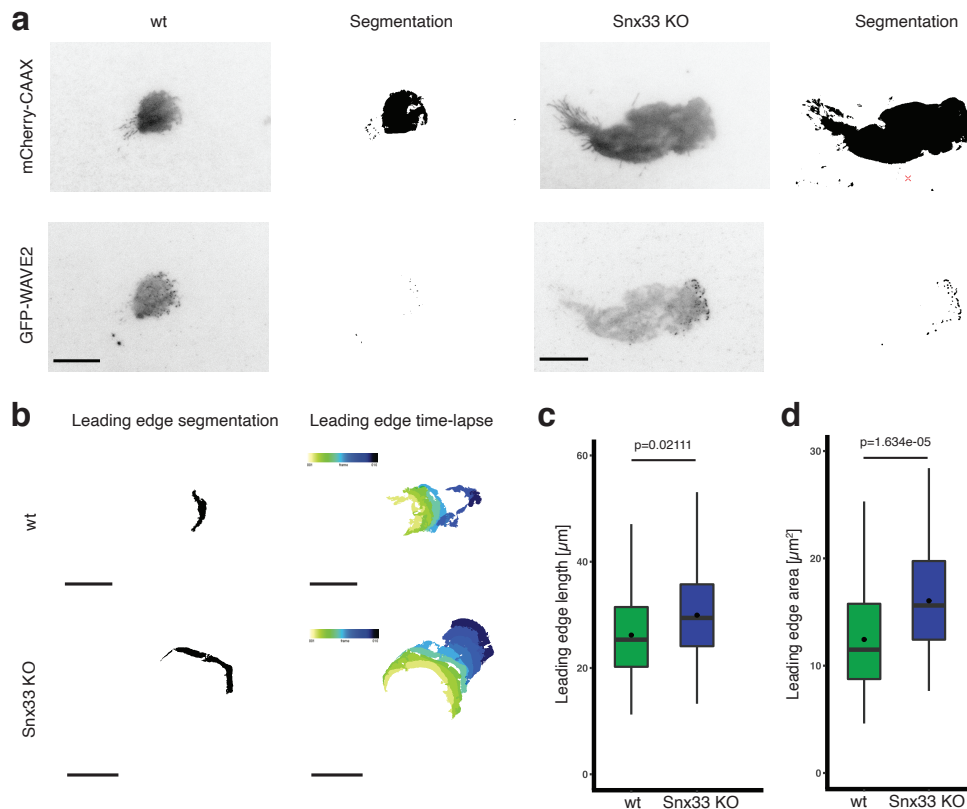 a
wt
Segmentation
Snx33 KO
Segmentation
mCherry-CAAX
GFP-WAVE2
b
Leading edge segmentation
Leading edge time-lapse
wt
frame
frame
Snx33 KO
c
p=0.02111
Leading edge length [µm]
60
40
20
0
wt
Snx33 KO
d
p=1.634e-05
Leading edge area [µm²]
30
20
10
0
wt
Snx33 KO